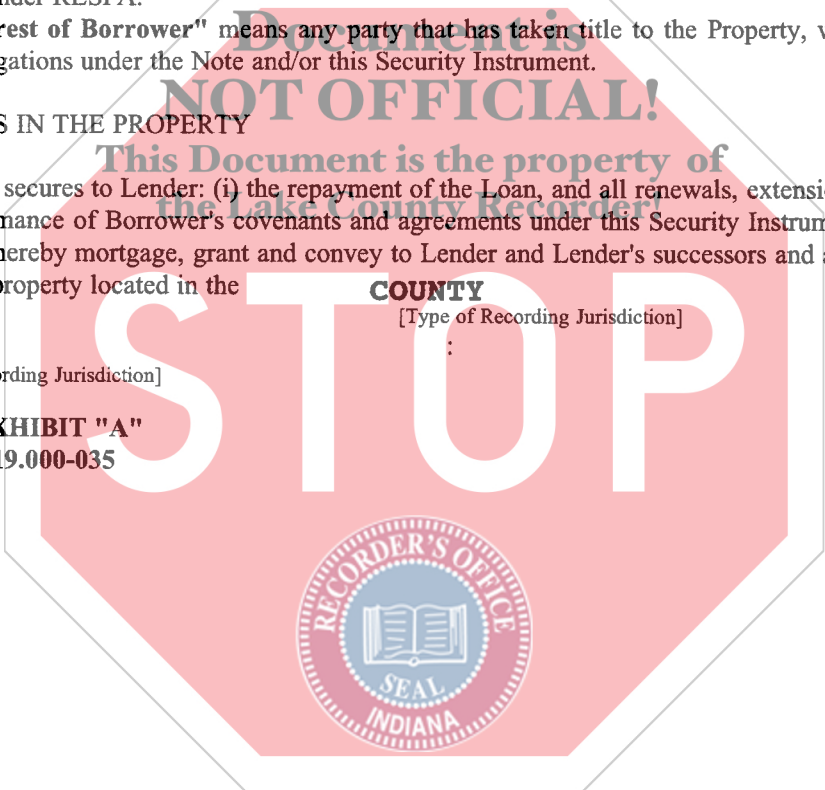 nder RESPA.
rest of Borrower" means any party that has taken title to the Property, w
Document is
gations under the Note and/or this Security Instrument.
NOT OFFICIAL!
S IN THE PROPERTY
This Document is the property of
secures to Lender: (i) the repayment of the Loan, and all renewals, extensi
the Lake County Recorder!
mance of Borrower's covenants and agreements under this Security Instrum
hereby mortgage, grant and convey to Lender and Lender's successors and a
property located in the COUNTY
[Type of Recording Jurisdiction]
:
rding Jurisdiction]
STOP
XHIBIT "A"
19.000-035
RECORDER'S OFFICE
SEAL
INDIANA